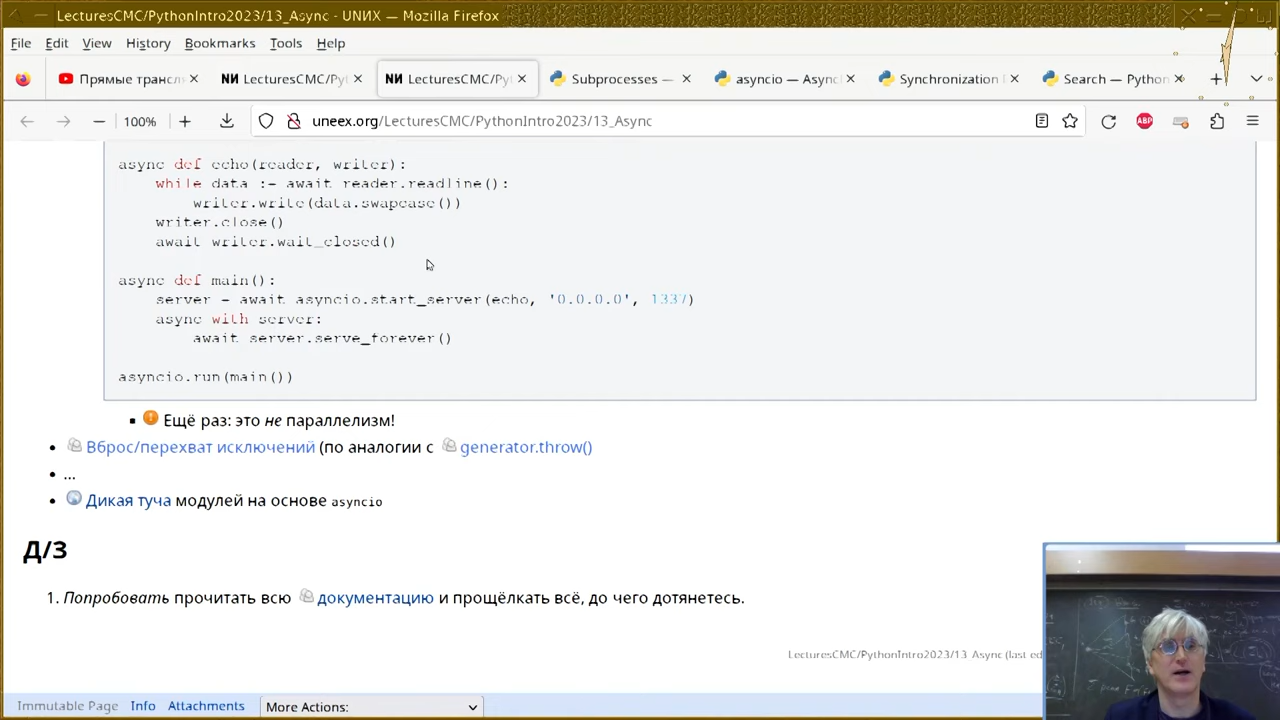 LecturesCMC/PythonIntro2023/13_Async - UNИX — Mozilla Firefox
File Edit View History Bookmarks Tools Help
Прямые трансл NИ LecturesCMC/Py NИ LecturesCMC/Py Subprocesses — asyncio — Async Synchronization Search — Python
100% uneex.org/LecturesCMC/PythonIntro2023/13_Async ABP
async def echo(reader, writer):
while data := await reader.readline():
writer.write(data.swapcase())
writer.close()
await writer.wait_closed()
async def main():
server = await asyncio.start_server(echo, '0.0.0.0', 1337)
async with server:
await server.serve_forever()
asyncio.run(main())
Ещё раз: это не параллелизм!
Вброс/перехват исключений (по аналогии с generator.throw()
...
Дикая туча модулей на основе asyncio
Д/З
1. Попробовать прочитать всю документацию и прощёлкать всё, до чего дотянетесь.
LecturesCMC/PythonIntro2023/13_Async (last ed
Immutable Page Info Attachments More Actions: